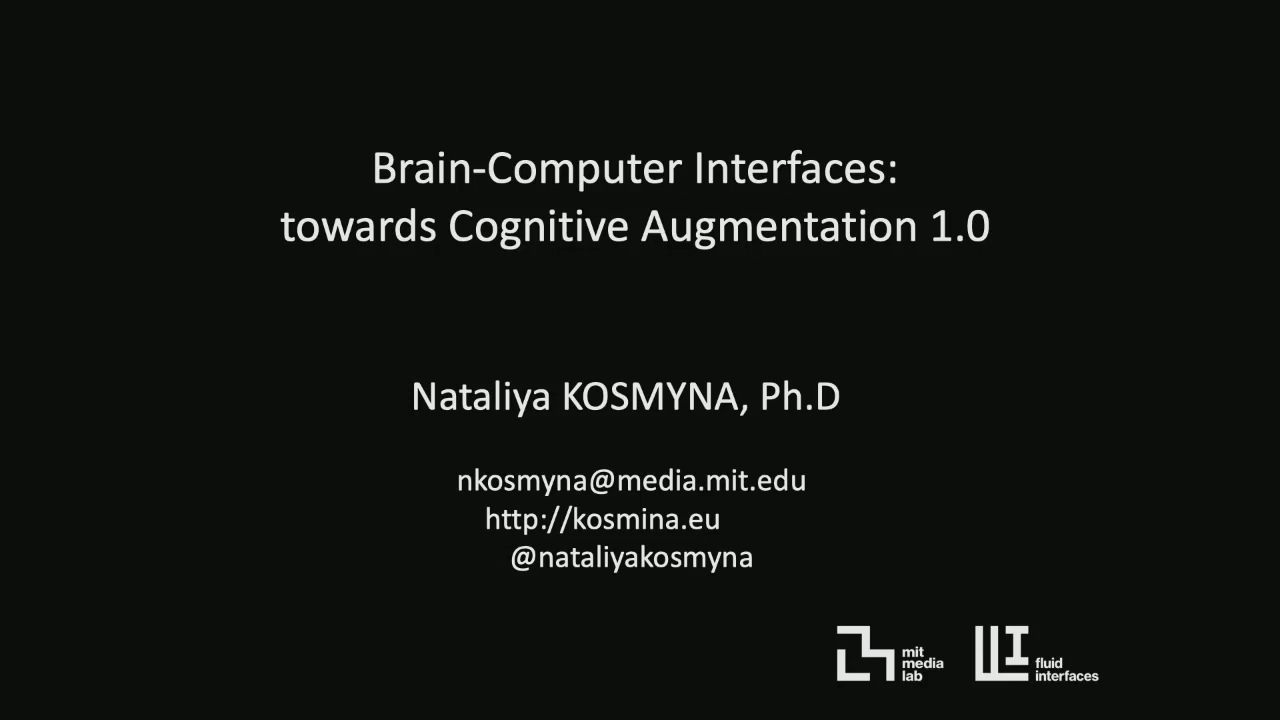 Brain-Computer Interfaces:
towards Cognitive Augmentation 1.0
Nataliya KOSMYNA, Ph.D
nkosmyna@media.mit.edu
http://kosmina.eu
@nataliyakosmyna
mit
media
lab
fluid
interfaces